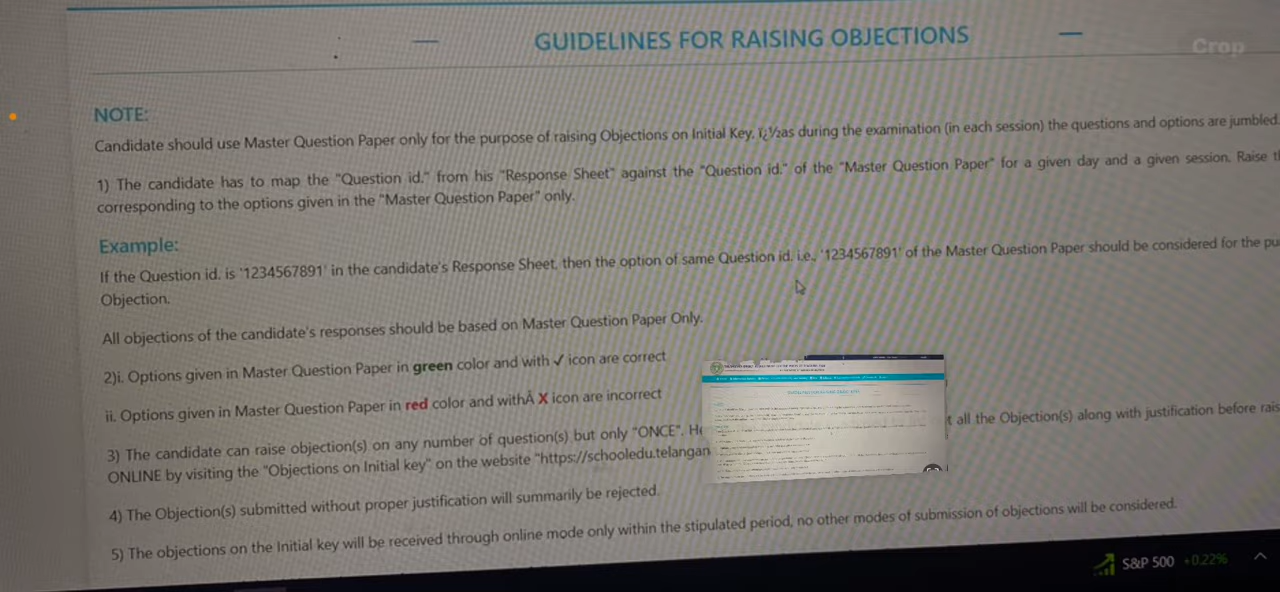 GUIDELINES FOR RAISING OBJECTIONS
Crop
NOTE:
Candidate should use Master Question Paper only for the purpose of raising Objections on Initial Key, ï¿½as during the examination (in each session) the questions and options are jumbled.
1) The candidate has to map the "Question id." from his "Response Sheet" against the "Question id." of the "Master Question Paper" for a given day and a given session. Raise
corresponding to the options given in the "Master Question Paper" only.
Example:
If the Question id. is '1234567891' in the candidate's Response Sheet, then the option of same Question id. i.e., '1234567891' of the Master Question Paper should be considered for the
Objection.
All objections of the candidate's responses should be based on Master Question Paper Only.
2)i. Options given in Master Question Paper in green color and with ✓ icon are correct
ii. Options given in Master Question Paper in red color and withÂ X icon are incorrect
3) The candidate can raise objection(s) on any number of question(s) but only "ONCE". all the Objection(s) along with justification before
ONLINE by visiting the "Objections on Initial key" on the website "https://schooledu.telangan
4) The Objection(s) submitted without proper justification will summarily be rejected.
5) The objections on the Initial key will be received through online mode only within the stipulated period, no other modes of submission of objections will be considered.
S&P 500 +0.22%